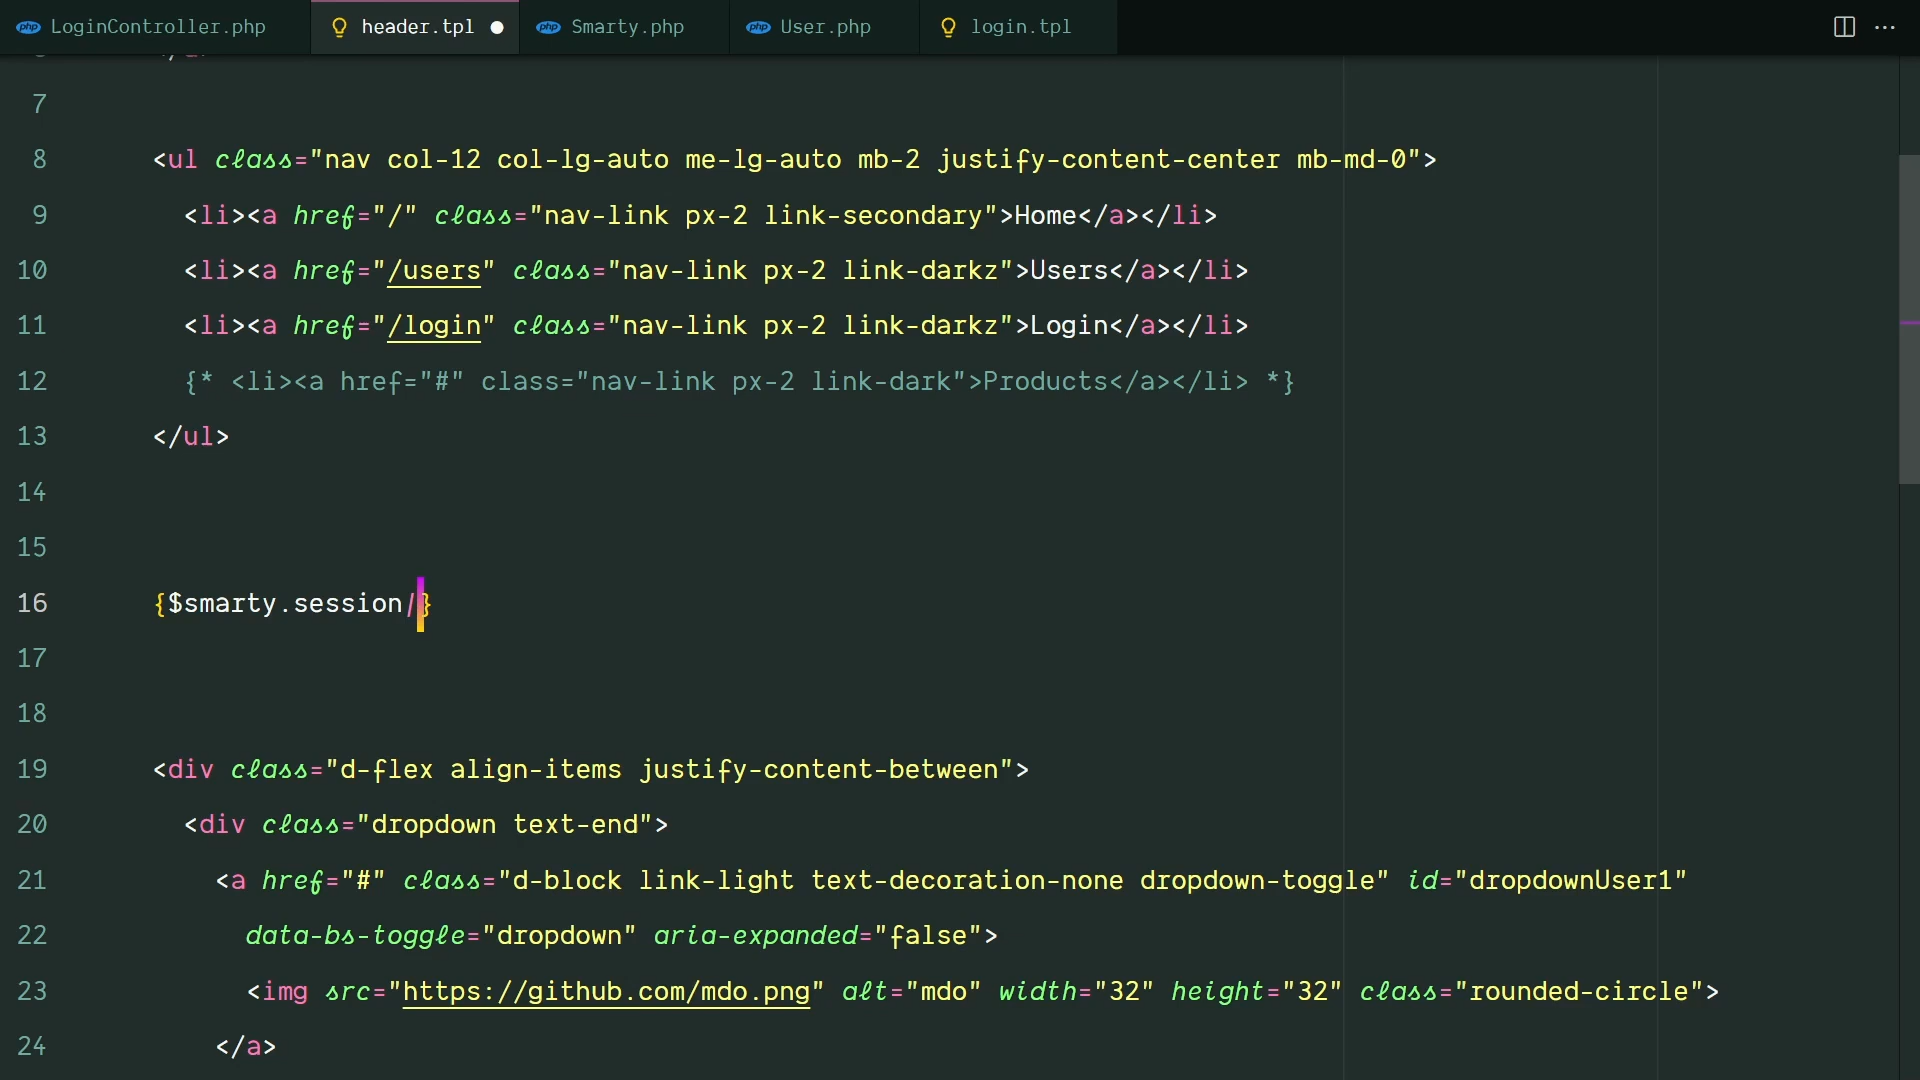 LoginController.php header.tpl Smarty.php User.php login.tpl
7
8 <ul class="nav col-12 col-lg-auto me-lg-auto mb-2 justify-content-center mb-md-0">
9 <li><a href="/" class="nav-link px-2 link-secondary">Home</a></li>
10 <li><a href="/users" class="nav-link px-2 link-darkz">Users</a></li>
11 <li><a href="/login" class="nav-link px-2 link-darkz">Login</a></li>
12 {* <li><a href="#" class="nav-link px-2 link-dark">Products</a></li> *}
13 </ul>
14
15
16 {$smarty.session/}
17
18
19 <div class="d-flex align-items justify-content-between">
20 <div class="dropdown text-end">
21 <a href="#" class="d-block link-light text-decoration-none dropdown-toggle" id="dropdownUser1"
22 data-bs-toggle="dropdown" aria-expanded="false">
23 <img src="https://github.com/mdo.png" alt="mdo" width="32" height="32" class="rounded-circle">
24 </a>